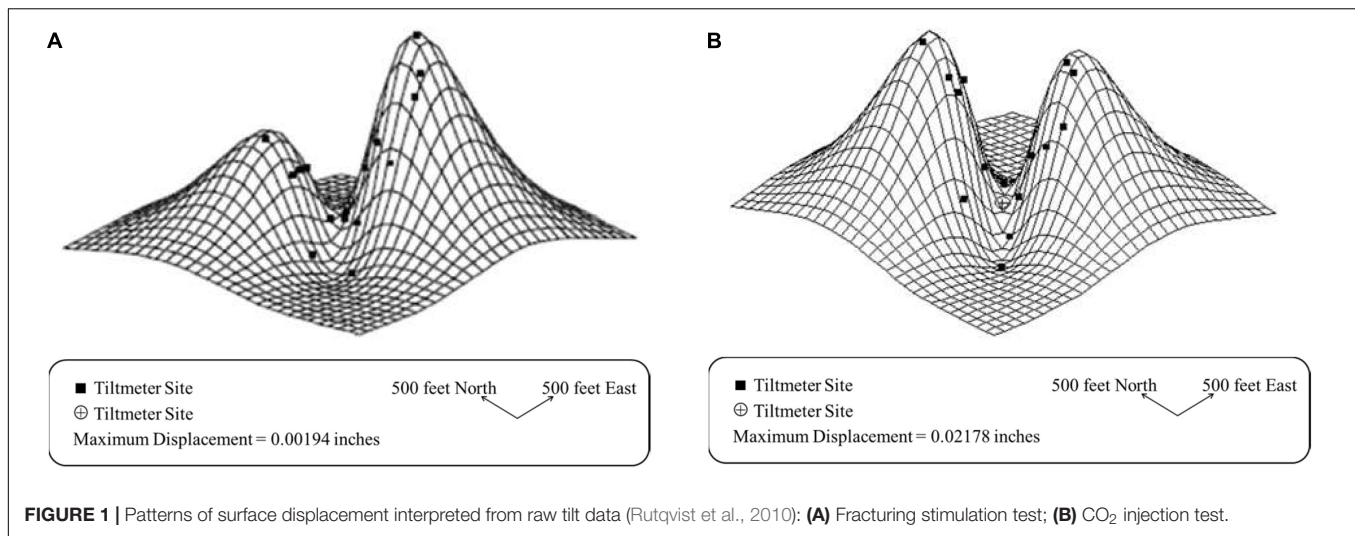 A
B
■ Tiltmeter Site
500 feet North
500 feet East
⊕ Tiltmeter Site
Maximum Displacement = 0.00194 inches
■ Tiltmeter Site
500 feet North
500 feet East
⊕ Tiltmeter Site
Maximum Displacement = 0.02178 inches
FIGURE 1 | Patterns of surface displacement interpreted from raw tilt data (Rutqvist et al., 2010): (A) Fracturing stimulation test; (B) CO₂ injection test.